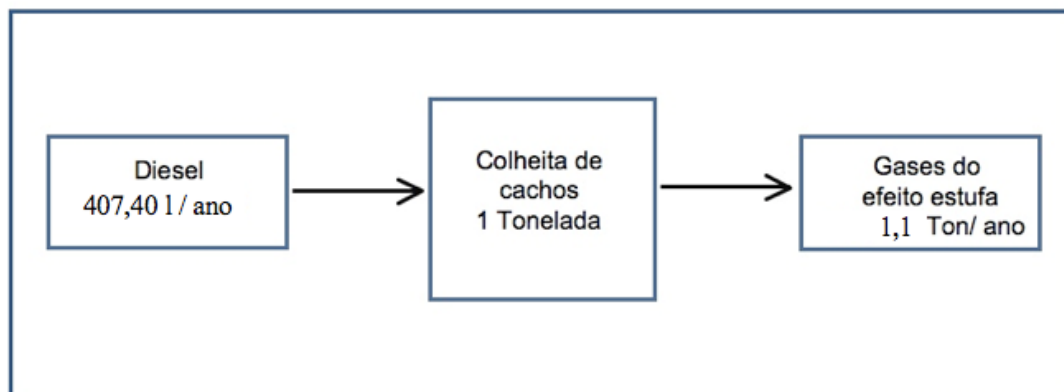 Diesel
407,40 l / ano
Colheita de
cachos
1 Tonelada
Gases do
efeito estufa
1,1 Ton/ ano